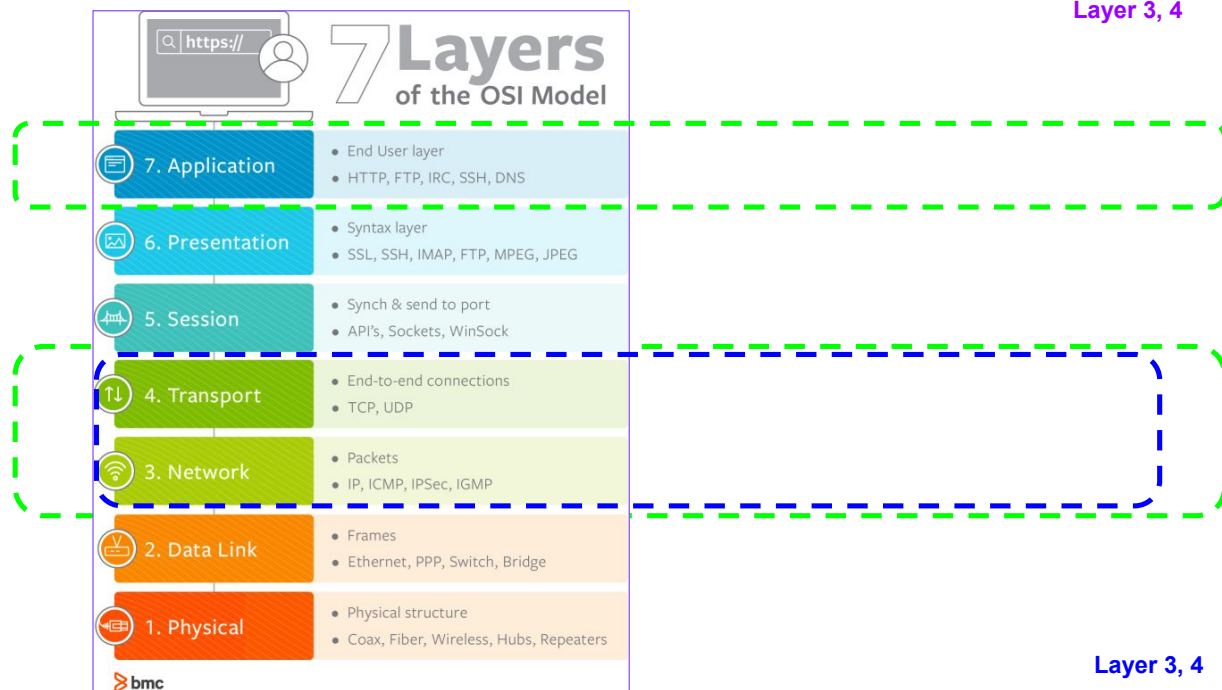 Layer 3, 4
https://
7 Layers
of the OSI Model
7. Application
• End User layer
• HTTP, FTP, IRC, SSH, DNS
6. Presentation
• Syntax layer
• SSL, SSH, IMAP, FTP, MPEG, JPEG
5. Session
• Synch & send to port
• API's, Sockets, WinSock
4. Transport
• End-to-end connections
• TCP, UDP
3. Network
• Packets
• IP, ICMP, IPSec, IGMP
2. Data Link
• Frames
• Ethernet, PPP, Switch, Bridge
1. Physical
• Physical structure
• Coax, Fiber, Wireless, Hubs, Repeaters
Layer 3, 4
bmc